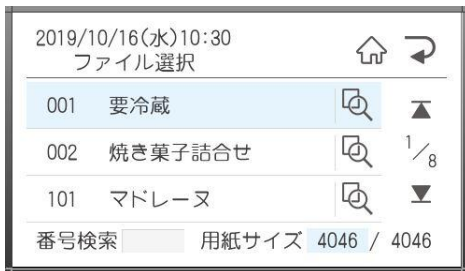 2019/10/16(水)10:30
ファイル選択
001 要冷蔵
002 焼き菓子詰合せ
1/8
101 マドレーヌ
番号検索 用紙サイズ 4046 / 4046